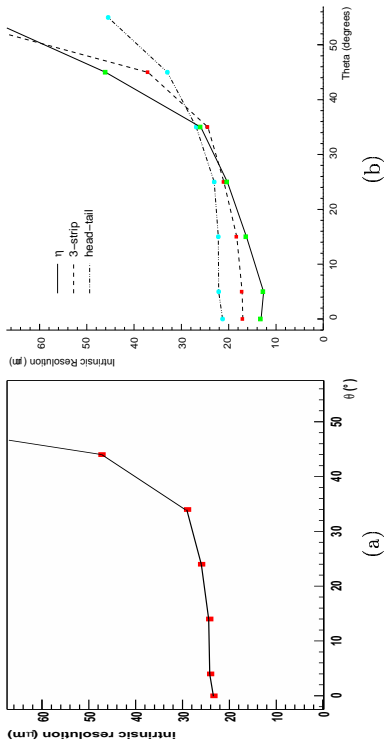 intrinsic resolution (μm)
60
50
40
30
20
10
0
0
10
20
30
40
50
θ (°)
(a)
Intrinsic Resolution (μm)
60
50
40
30
20
10
0
η
3-strip
head-tail
0
10
20
30
40
50
Theta (degrees)
(b)